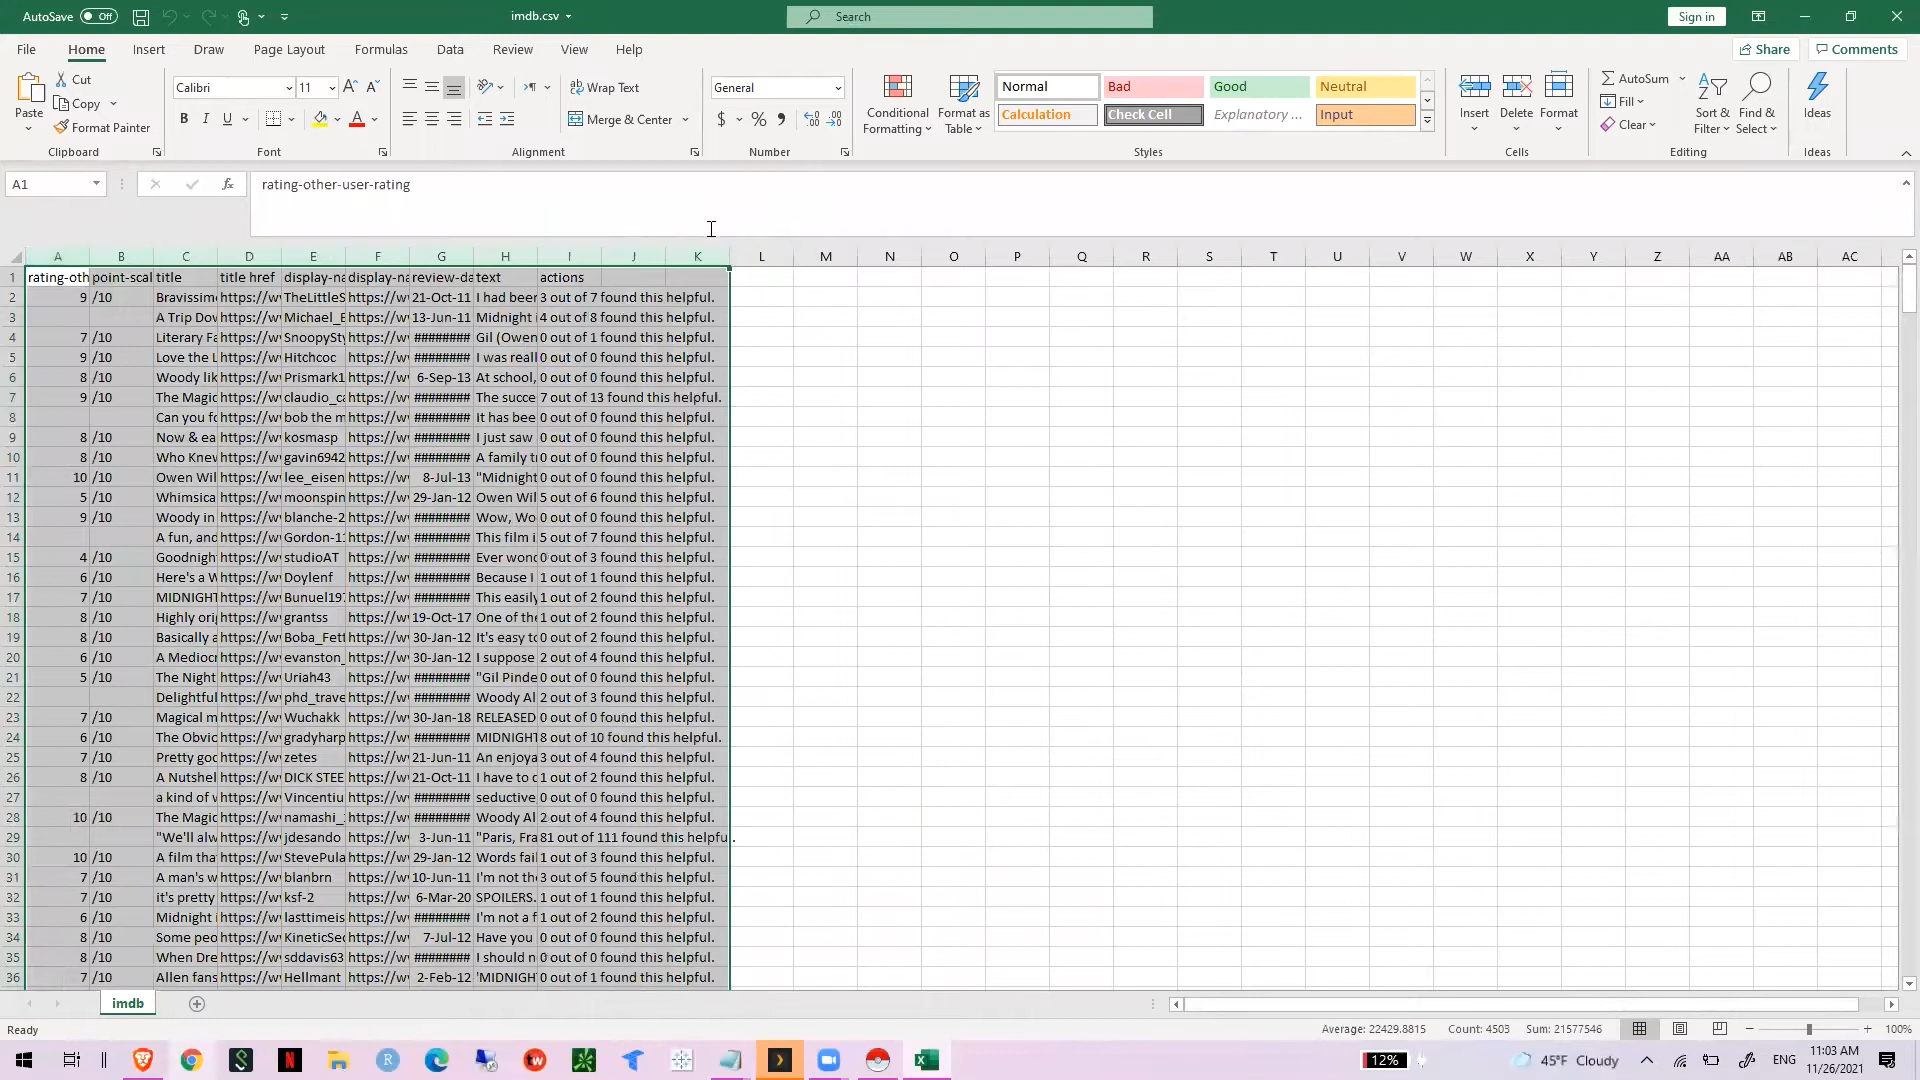 AutoSave Off imdb.csv Search Sign in
File Home Insert Draw Page Layout Formulas Data Review View Help Share Comments
Paste Cut Copy Format Painter Clipboard
Calibri 11 B I U Font
Wrap Text Merge & Center Alignment
General $ % Number
Conditional Formatting Format as Table Normal Bad Good Neutral Calculation Check Cell Explanatory ... Input Styles
Insert Delete Format Cells
AutoSum Fill Clear Sort & Filter Find & Select Editing
Ideas Ideas
A1 fx rating-other-user-rating
A B C D E F G H I J K L M N O P Q R S T U V W X Y Z AA AB AC
1 rating-oth point-scal title title href display-na display-na review-da text actions
2 9 /10 Bravissimo https://w TheLittleS https://w 21-Oct-11 I had been 3 out of 7 found this helpful.
3 A Trip Dow https://w Michael_E https://w 13-Jun-11 Midnight i 4 out of 8 found this helpful.
4 7 /10 Literary Fa https://w SnoopySty https://w ######## Gil (Owen 0 out of 1 found this helpful.
5 9 /10 Love the L https://w Hitchcoc https://w ######## I was reall 0 out of 0 found this helpful.
6 8 /10 Woody lik https://w Prismark1 https://w 6-Sep-13 At school, 0 out of 0 found this helpful.
7 9 /10 The Magic https://w claudio_ca https://w ######## The succe 7 out of 13 found this helpful.
8 Can you fo https://w bob the m https://w ######## It has bee 0 out of 0 found this helpful.
9 8 /10 Now & ea https://w kosmasp https://w ######## I just saw 0 out of 0 found this helpful.
10 8 /10 Who Knew https://w gavin6942 https://w ######## A family tr 0 out of 0 found this helpful.
11 10 /10 Owen Wil https://w lee_eisen https://w 8-Jul-13 "Midnight 0 out of 0 found this helpful.
12 5 /10 Whimsica https://w moonspin https://w 29-Jan-12 Owen Wil 5 out of 6 found this helpful.
13 9 /10 Woody in https://w blanche-2 https://w ######## Wow, Wo 0 out of 0 found this helpful.
14 A fun, and https://w Gordon-11 https://w ######## This film i 5 out of 7 found this helpful.
15 4 /10 Goodnigh https://w studioAT https://w ######## Ever wond 0 out of 3 found this helpful.
16 6 /10 Here's a W https://w Doylenf https://w ######## Because I 1 out of 1 found this helpful.
17 7 /10 MIDNIGHT https://w Bunuel197 https://w ######## This easily 1 out of 2 found this helpful.
18 8 /10 Highly ori https://w grantss https://w 19-Oct-17 One of the 1 out of 2 found this helpful.
19 8 /10 Basically a https://w Boba_Fett https://w 30-Jan-12 It's easy to 1 out of 2 found this helpful.
20 6 /10 A Medioc https://w evanston_ https://w 30-Jan-12 I suppose 2 out of 4 found this helpful.
21 5 /10 The Night https://w Uriah43 https://w ######## "Gil Pinde 0 out of 0 found this helpful.
22 Delightful https://w phd_trave https://w ######## Woody Al 2 out of 3 found this helpful.
23 7 /10 Magical m https://w Wuchakk https://w 30-Jan-18 RELEASED 0 out of 0 found this helpful.
24 6 /10 The Obvio https://w gradyharp https://w ######## MIDNIGHT 8 out of 10 found this helpful.
25 7 /10 Pretty goo https://w zetes https://w 21-Jun-11 An enjoya 3 out of 4 found this helpful.
26 8 /10 A Nutshel https://w DICK STEE https://w 21-Oct-11 I have to c 1 out of 2 found this helpful.
27 a kind of w https://w Vincentiu https://w ######## seductive 0 out of 0 found this helpful.
28 10 /10 The Magic https://w namashi_ https://w ######## Woody Al 2 out of 4 found this helpful.
29 "We'll alw https://w jdesando https://w 3-Jun-11 "Paris, Fra 81 out of 111 found this helpfu .
30 10 /10 A film tha https://w StevePula https://w 29-Jan-12 Words fail 1 out of 3 found this helpful.
31 7 /10 A man's w https://w blanbrn https://w 10-Jun-11 I'm not the 3 out of 5 found this helpful.
32 7 /10 it's pretty https://w ksf-2 https://w 6-Mar-20 SPOILERS. 1 out of 1 found this helpful.
33 6 /10 Midnight i https://w lasttimeis https://w ######## I'm not a f 1 out of 2 found this helpful.
34 8 /10 Some peo https://w KineticSe https://w 7-Jul-12 Have you 0 out of 0 found this helpful.
35 8 /10 When Dre https://w sddavis63 https://w ######## I should n 0 out of 0 found this helpful.
36 7 /10 Allen fans https://w Hellmant https://w 2-Feb-12 'MIDNIGHT 0 out of 1 found this helpful.
imdb
Ready Average: 22429.8815 Count: 4503 Sum: 21577546 100%
12% 45°F Cloudy ENG 11:03 AM
11/26/2021